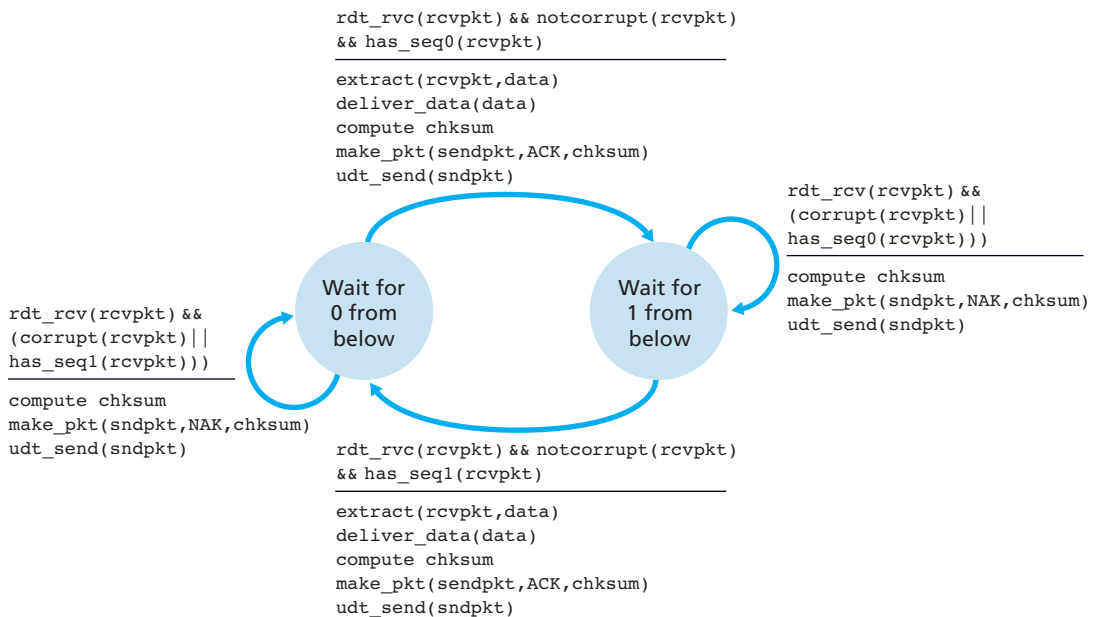 rdt_rvc(rcvpkt) && notcorrupt(rcvpkt)
&& has_seq0(rcvpkt)
extract(rcvpkt,data)
deliver_data(data)
compute chksum
make_pkt(sendpkt,ACK,chksum)
udt_send(sndpkt)
rdt_rcv(rcvpkt) &&
(corrupt(rcvpkt)||
has_seq0(rcvpkt)))
compute chksum
make_pkt(sndpkt,NAK,chksum)
udt_send(sndpkt)
Wait for
0 from
below
Wait for
1 from
below
rdt_rcv(rcvpkt) &&
(corrupt(rcvpkt)||
has_seq1(rcvpkt)))
compute chksum
make_pkt(sndpkt,NAK,chksum)
udt_send(sndpkt)
rdt_rvc(rcvpkt) && notcorrupt(rcvpkt)
&& has_seq1(rcvpkt)
extract(rcvpkt,data)
deliver_data(data)
compute chksum
make_pkt(sendpkt,ACK,chksum)
udt_send(sndpkt)